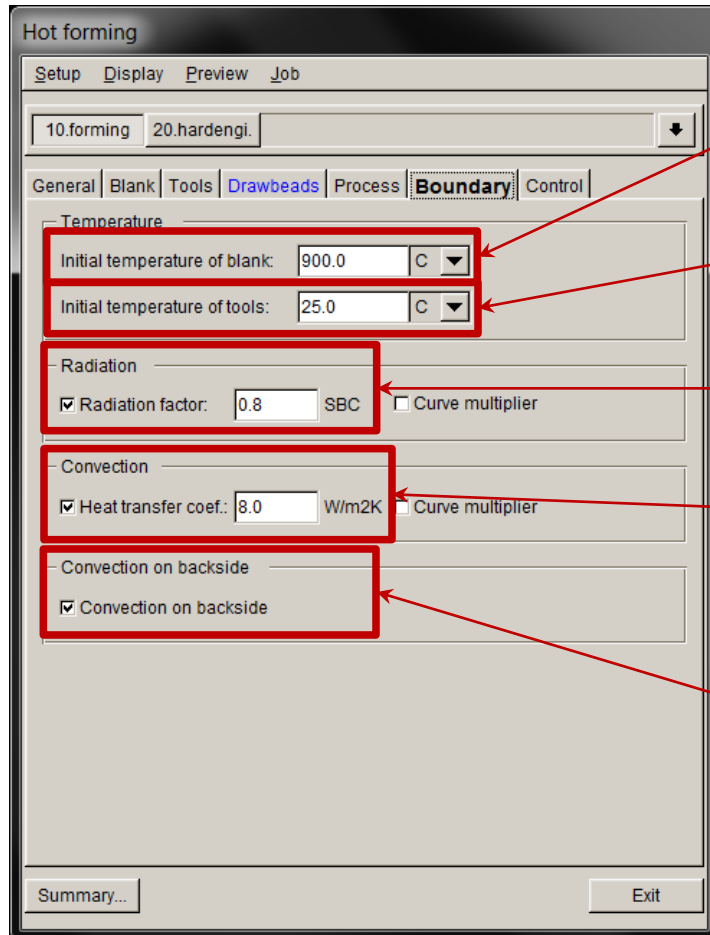 Hot forming
Setup Display Preview Job
10.forming 20.hardengi.
General Blank Tools Drawbeads Process Boundary Control
Temperature
Initial temperature of blank: 900.0 C
Initial temperature of tools: 25.0 C
Radiation
Radiation factor: 0.8 SBC Curve multiplier
Convection
Heat transfer coef.: 8.0 W/m2K Curve multiplier
Convection on backside
Convection on backside
Summary... Exit